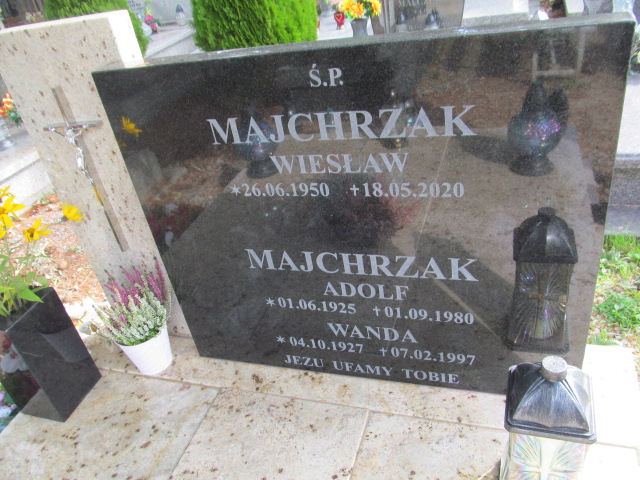 Ś.P.
MAJCHRZAK
WIESŁAW
*26.06.1950 +18.05.2020
MAJCHRZAK
ADOLF
*01.06.1925 +01.09.1980
WANDA
*04.10.1927 +07.02.1997
JEZU UFAMY TOBIE